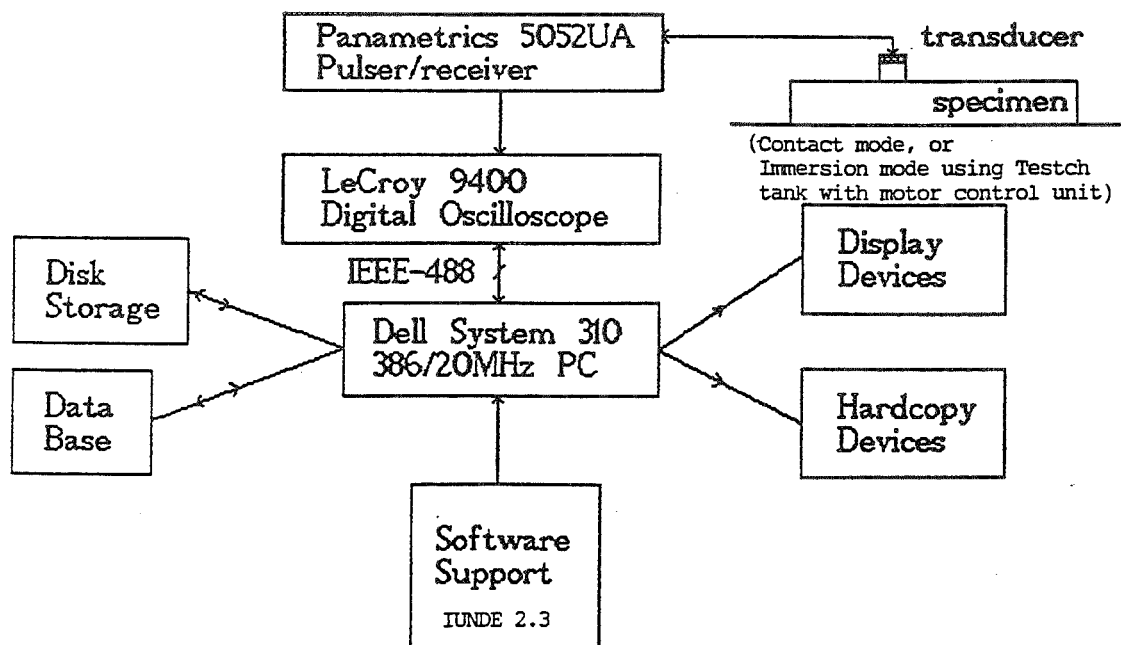 Panametrics 5052UA
Pulser/receiver
transducer
specimen
(Contact mode, or
Immersion mode using Testch
tank with motor control unit)
LeCroy 9400
Digital Oscilloscope
IEEE-488
Disk
Storage
Display
Devices
Dell System 310
386/20MHz PC
Data
Base
Hardcopy
Devices
Software
Support
IUNDE 2.3